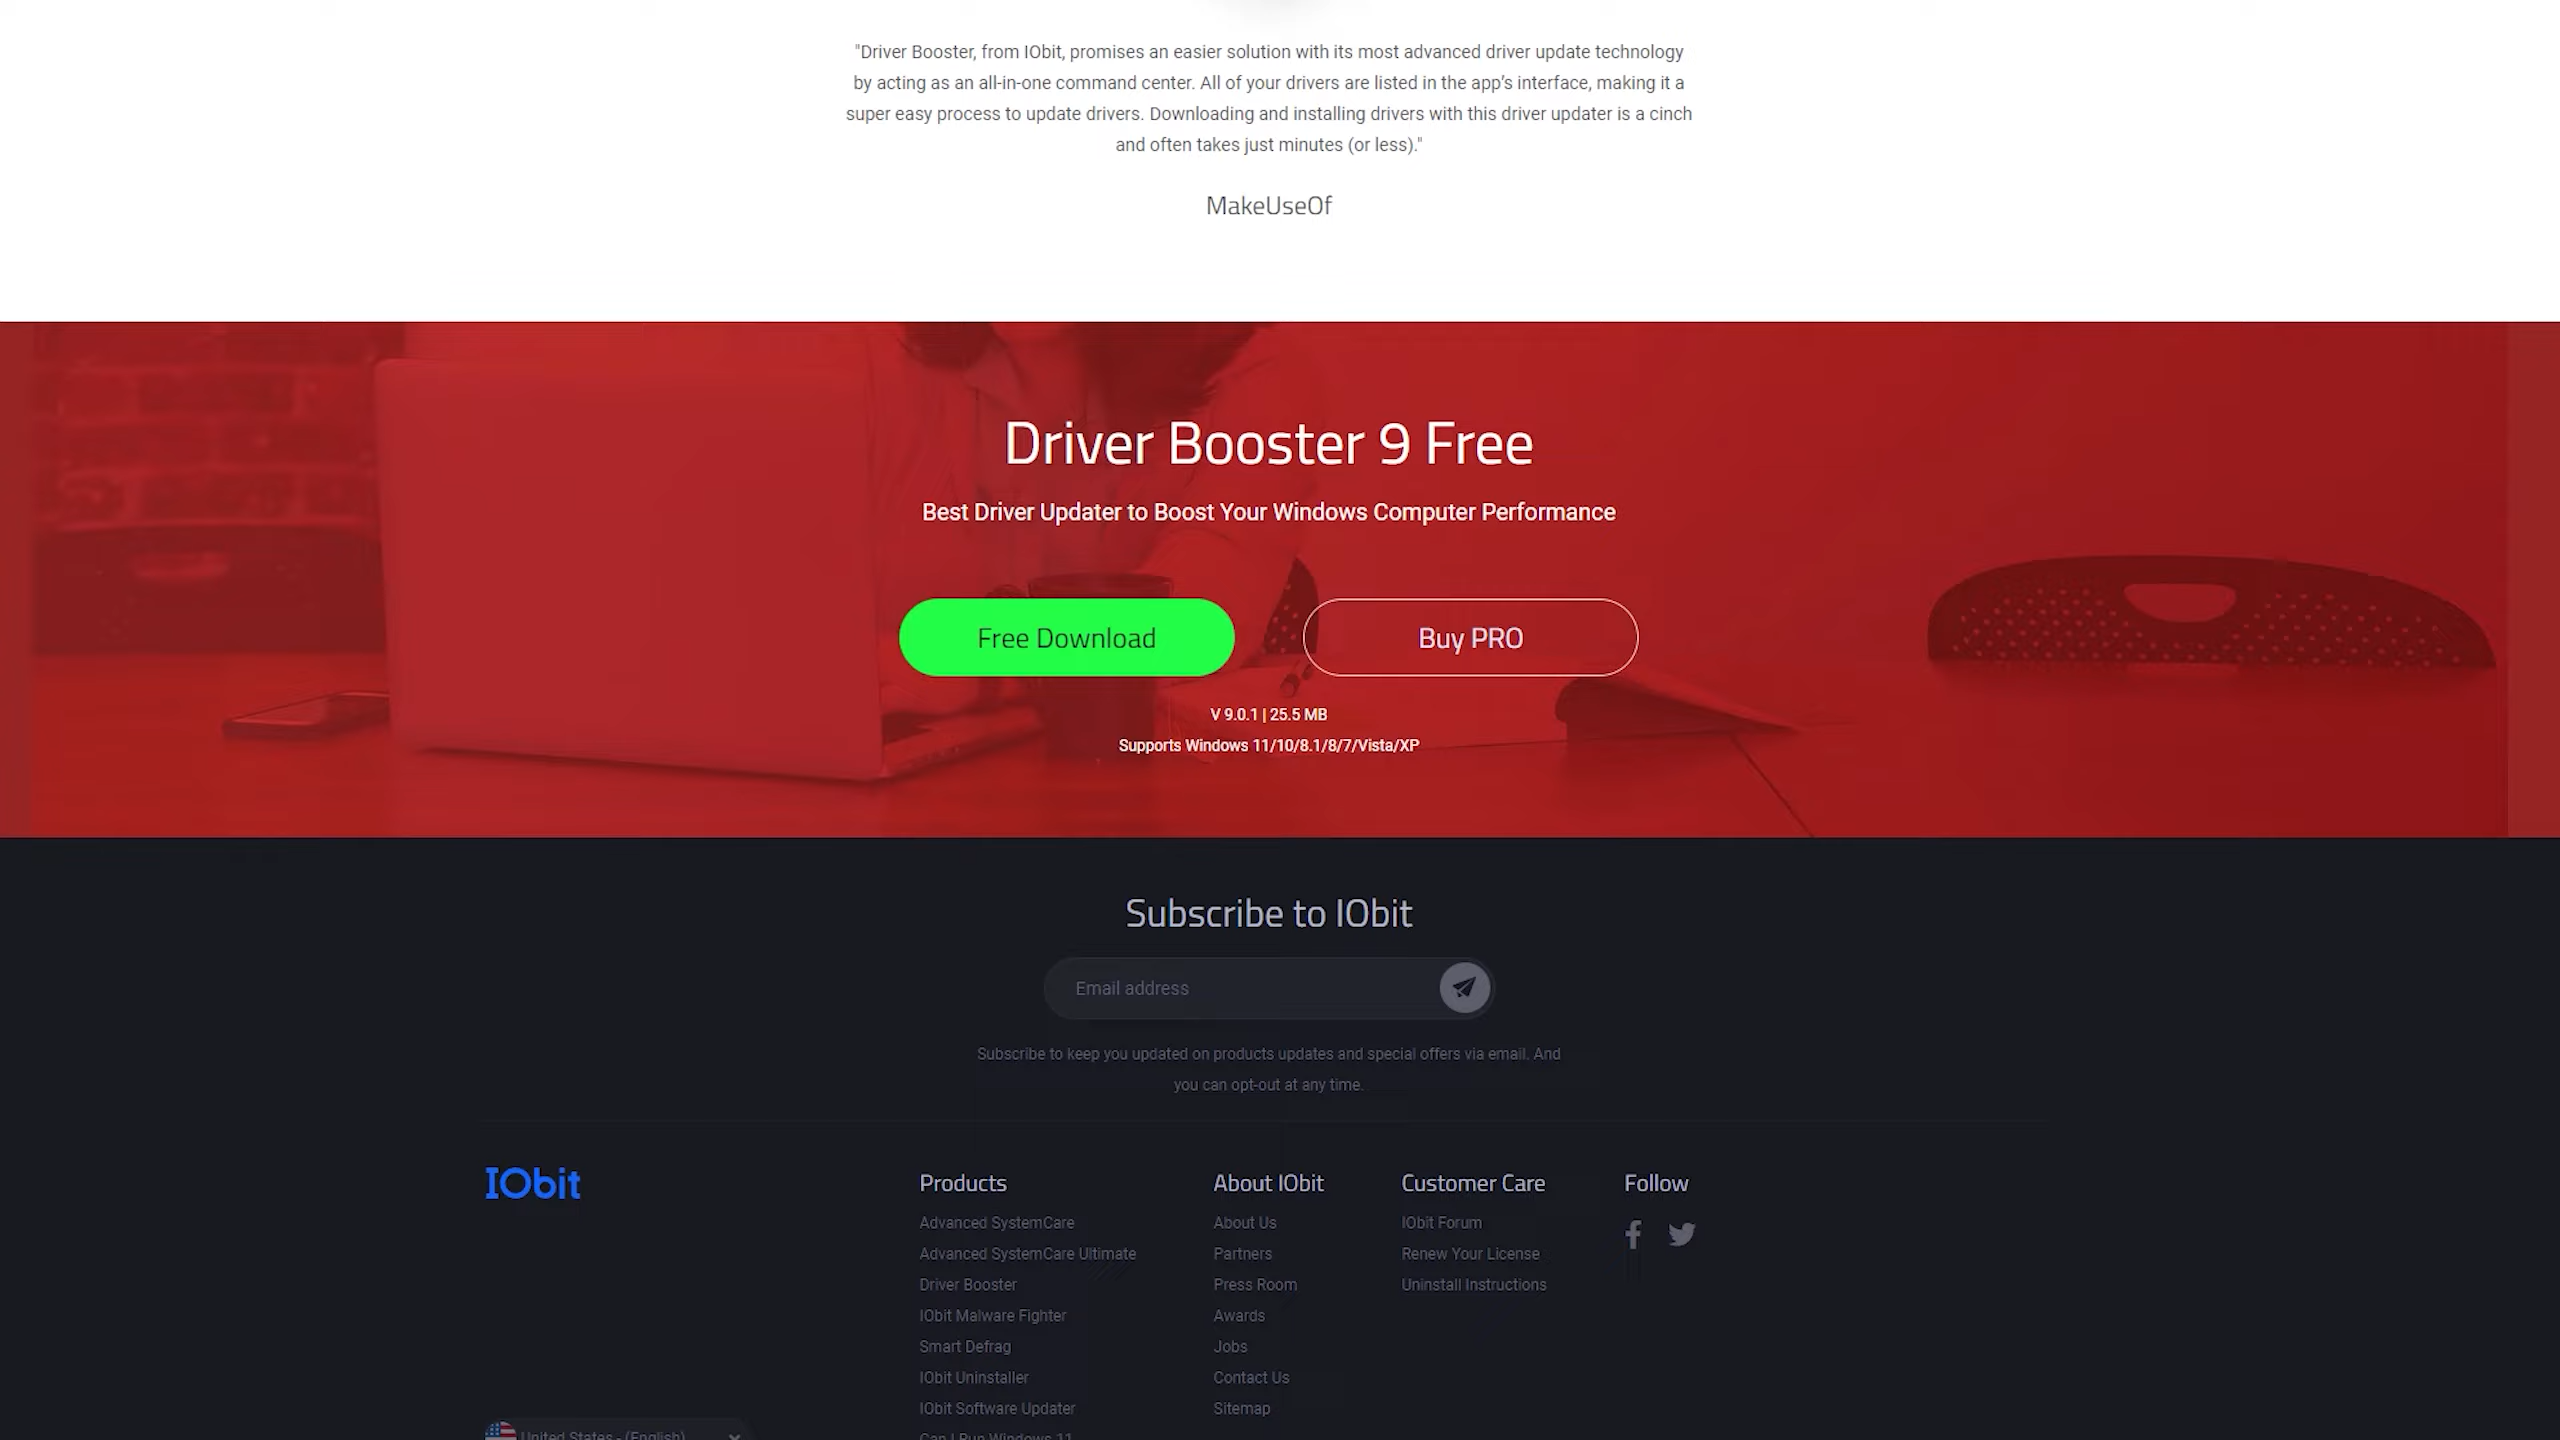 "Driver Booster, from IObit, promises an easier solution with its most advanced driver update technology
by acting as an all-in-one command center. All of your drivers are listed in the app’s interface, making it a
super easy process to update drivers. Downloading and installing drivers with this driver updater is a cinch
and often takes just minutes (or less)."
MakeUseOf
Driver Booster 9 Free
Best Driver Updater to Boost Your Windows Computer Performance
Free Download
Buy PRO
V 9.0.1 | 25.5 MB
Supports Windows 11/10/8.1/8/7/Vista/XP
Subscribe to IObit
Email address
Subscribe to keep you updated on products updates and special offers via email. And
you can opt-out at any time.
IObit
Products
Advanced SystemCare
Advanced SystemCare Ultimate
Driver Booster
IObit Malware Fighter
Smart Defrag
IObit Uninstaller
IObit Software Updater
Can I Run Windows 11
About IObit
About Us
Partners
Press Room
Awards
Jobs
Contact Us
Sitemap
Customer Care
IObit Forum
Renew Your License
Uninstall Instructions
Follow
United States - (English)